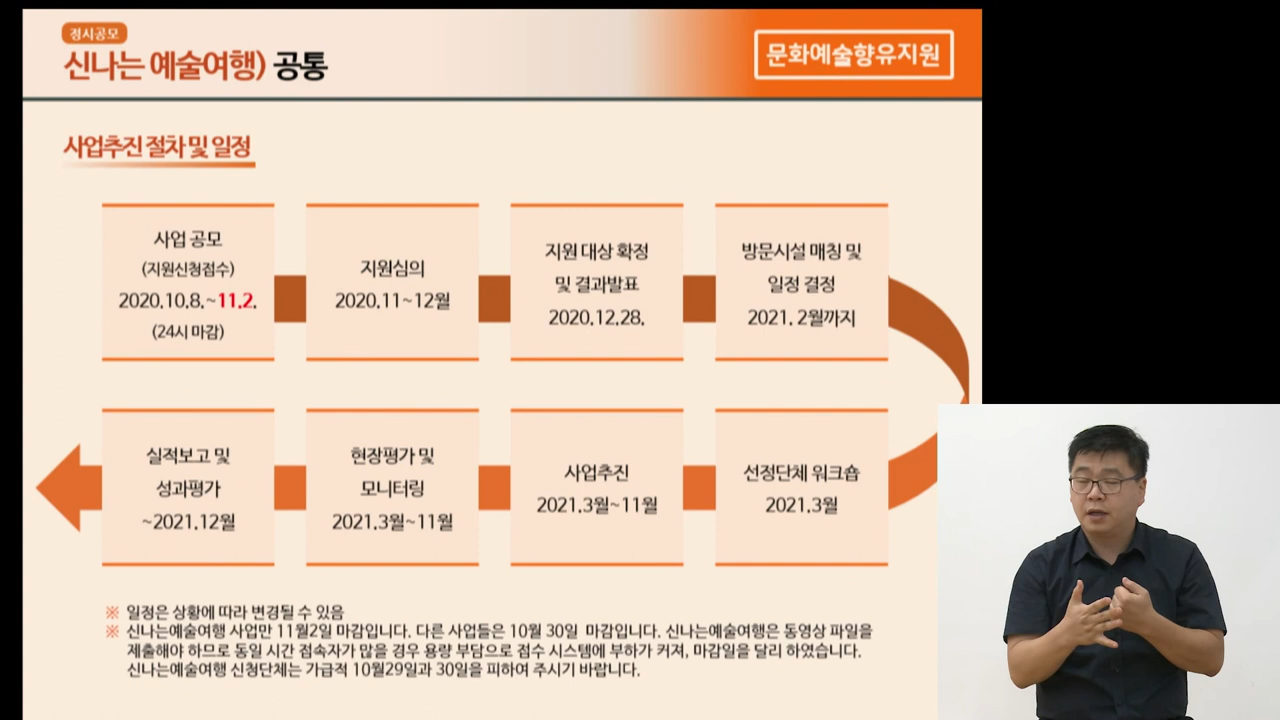 정시공모
신나는 예술여행) 공통
문화예술향유지원
사업추진 절차 및 일정
사업 공모
(지원신청접수)
2020.10.8.~11.2.
(24시 마감)
지원심의
2020.11~12월
지원 대상 확정
및 결과발표
2020.12.28.
방문시설 매칭 및
일정 결정
2021. 2월까지
실적보고 및
성과평가
~2021.12월
현장평가 및
모니터링
2021.3월~11월
사업추진
2021.3월~11월
선정단체 워크숍
2021.3월
※ 일정은 상황에 따라 변경될 수 있음
※ 신나는예술여행 사업만 11월2일 마감입니다. 다른 사업들은 10월 30일 마감입니다. 신나는예술여행은 동영상 파일을
제출해야 하므로 동일 시간 접속자가 많을 경우 용량 부담으로 접수 시스템에 부하가 커져, 마감일을 달리 하였습니다.
신나는예술여행 신청단체는 가급적 10월29일과 30일을 피하여 주시기 바랍니다.